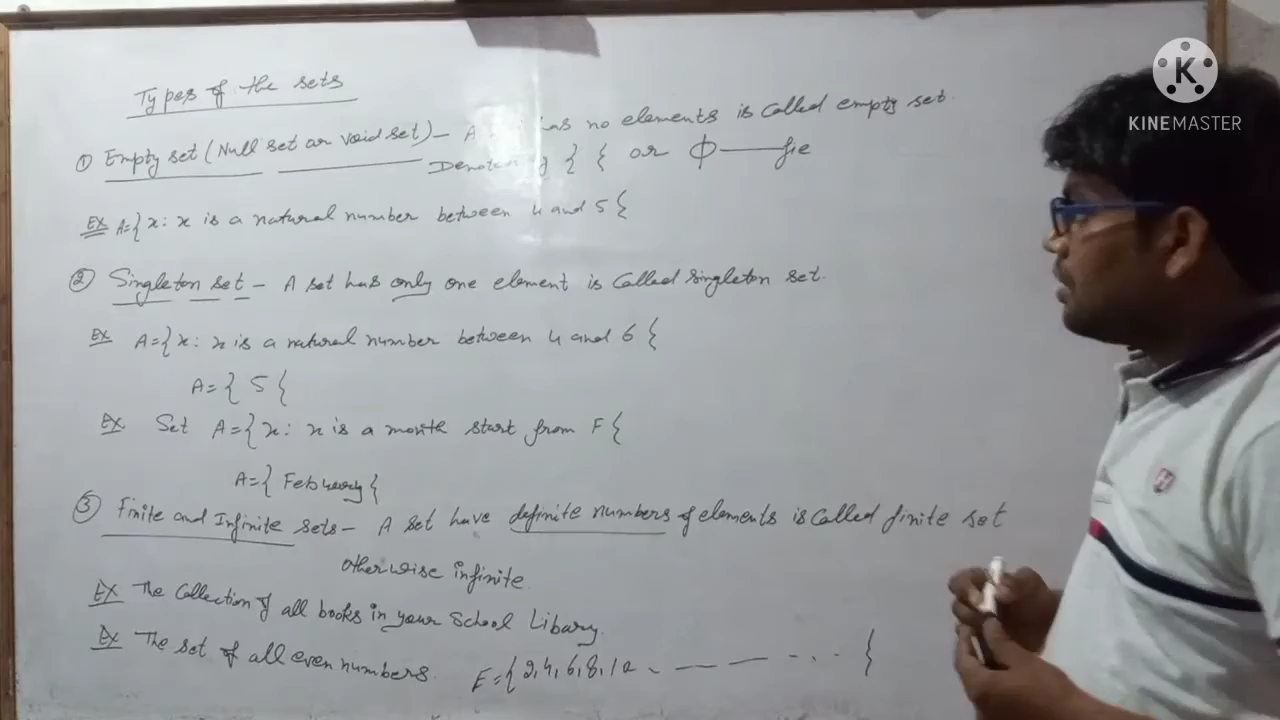 Types of the sets
① Empty set (Null set or void set) – A has no elements is called empty set.
Denoted by { { or Φ — fie
Ex A={ x: x is a natural number between 4 and 5 {
② Singleton set – A set has only one element is called singleton set.
Ex A={ x: x is a natural number between 4 and 6 {
A={ 5 {
Ex Set A={ x: x is a month start from F {
A={ Febuary {
③ Finite and Infinite sets – A set have definite numbers of elements is called finite set
otherwise infinite.
Ex The collection of all books in your school Libary.
Ex The set of all even numbers. E={ 2,4,6,8,10 . — — - . . . }
K
KINEMASTER